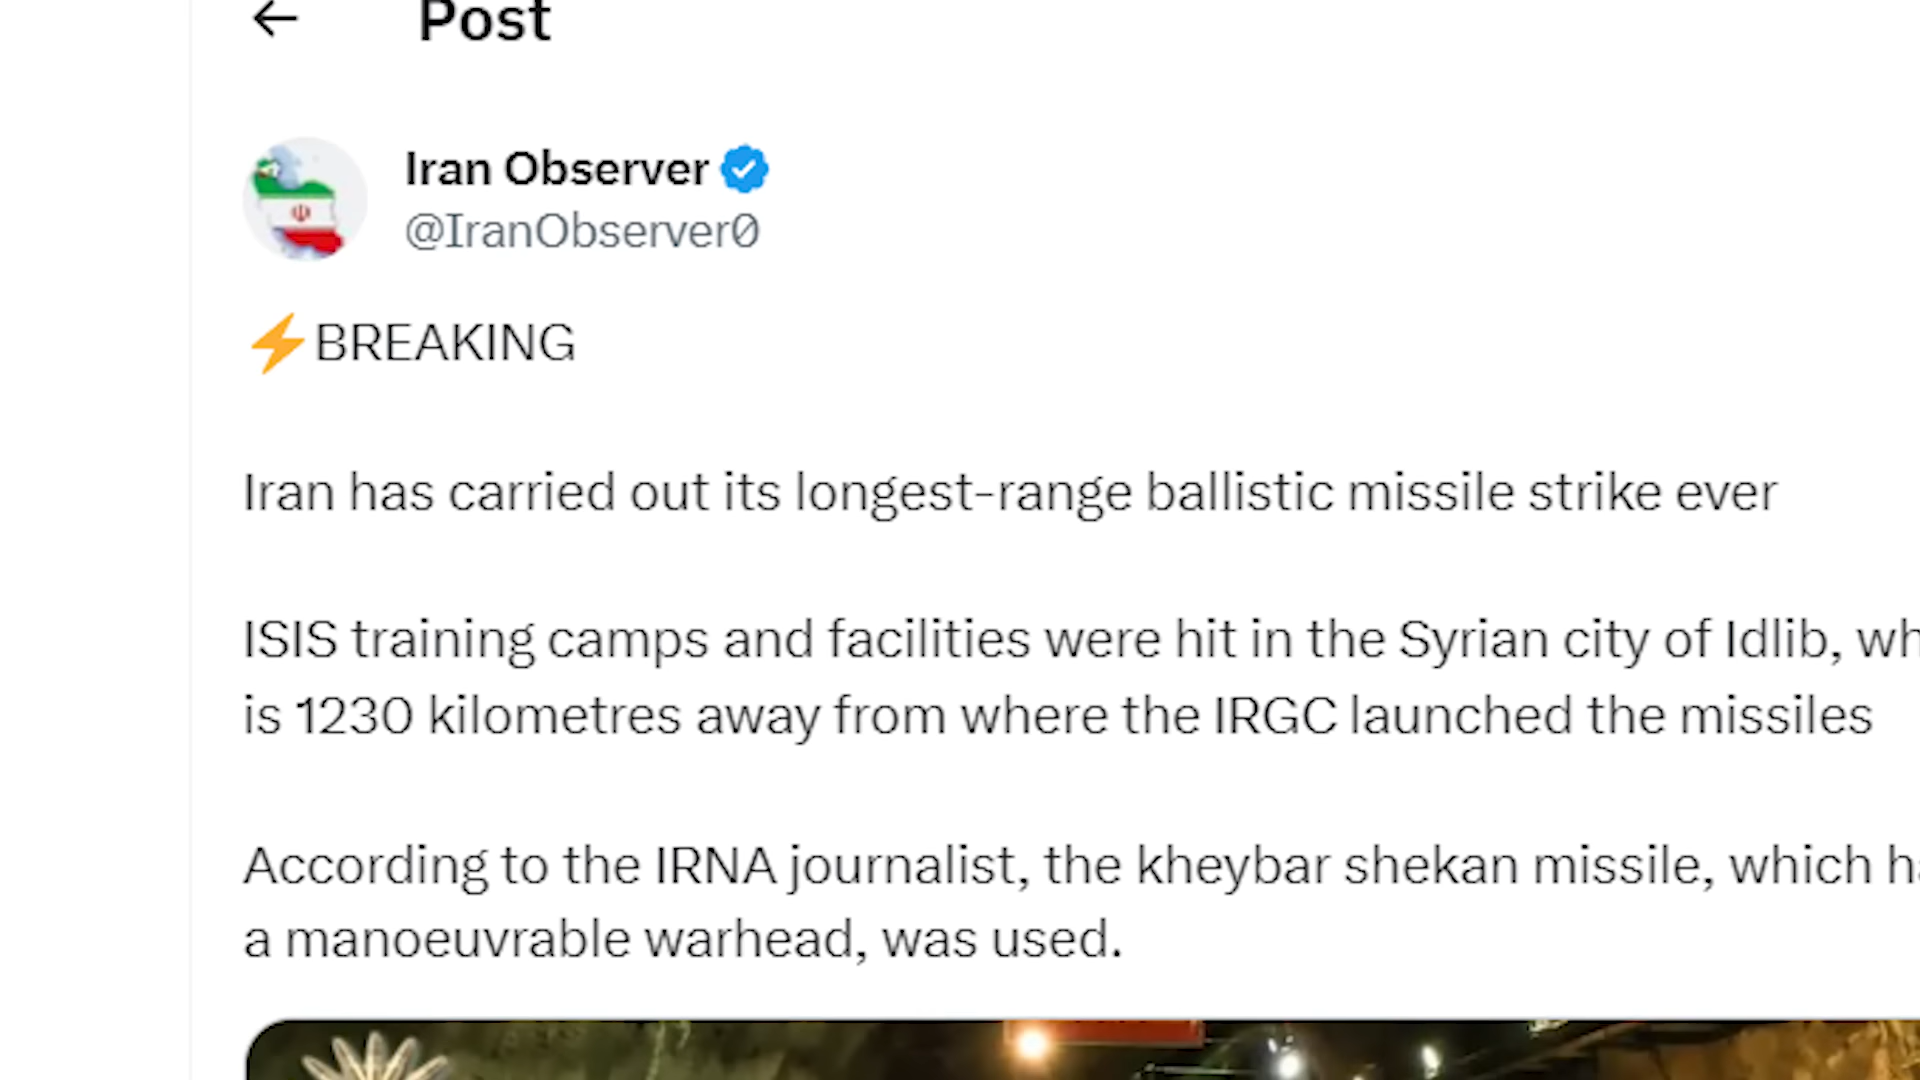 Post
Iran Observer
@IranObserver0
⚡BREAKING
Iran has carried out its longest-range ballistic missile strike ever
ISIS training camps and facilities were hit in the Syrian city of Idlib,
is 1230 kilometres away from where the IRGC launched the missiles
According to the IRNA journalist, the kheybar shekan missile, which
a manoeuvrable warhead, was used.